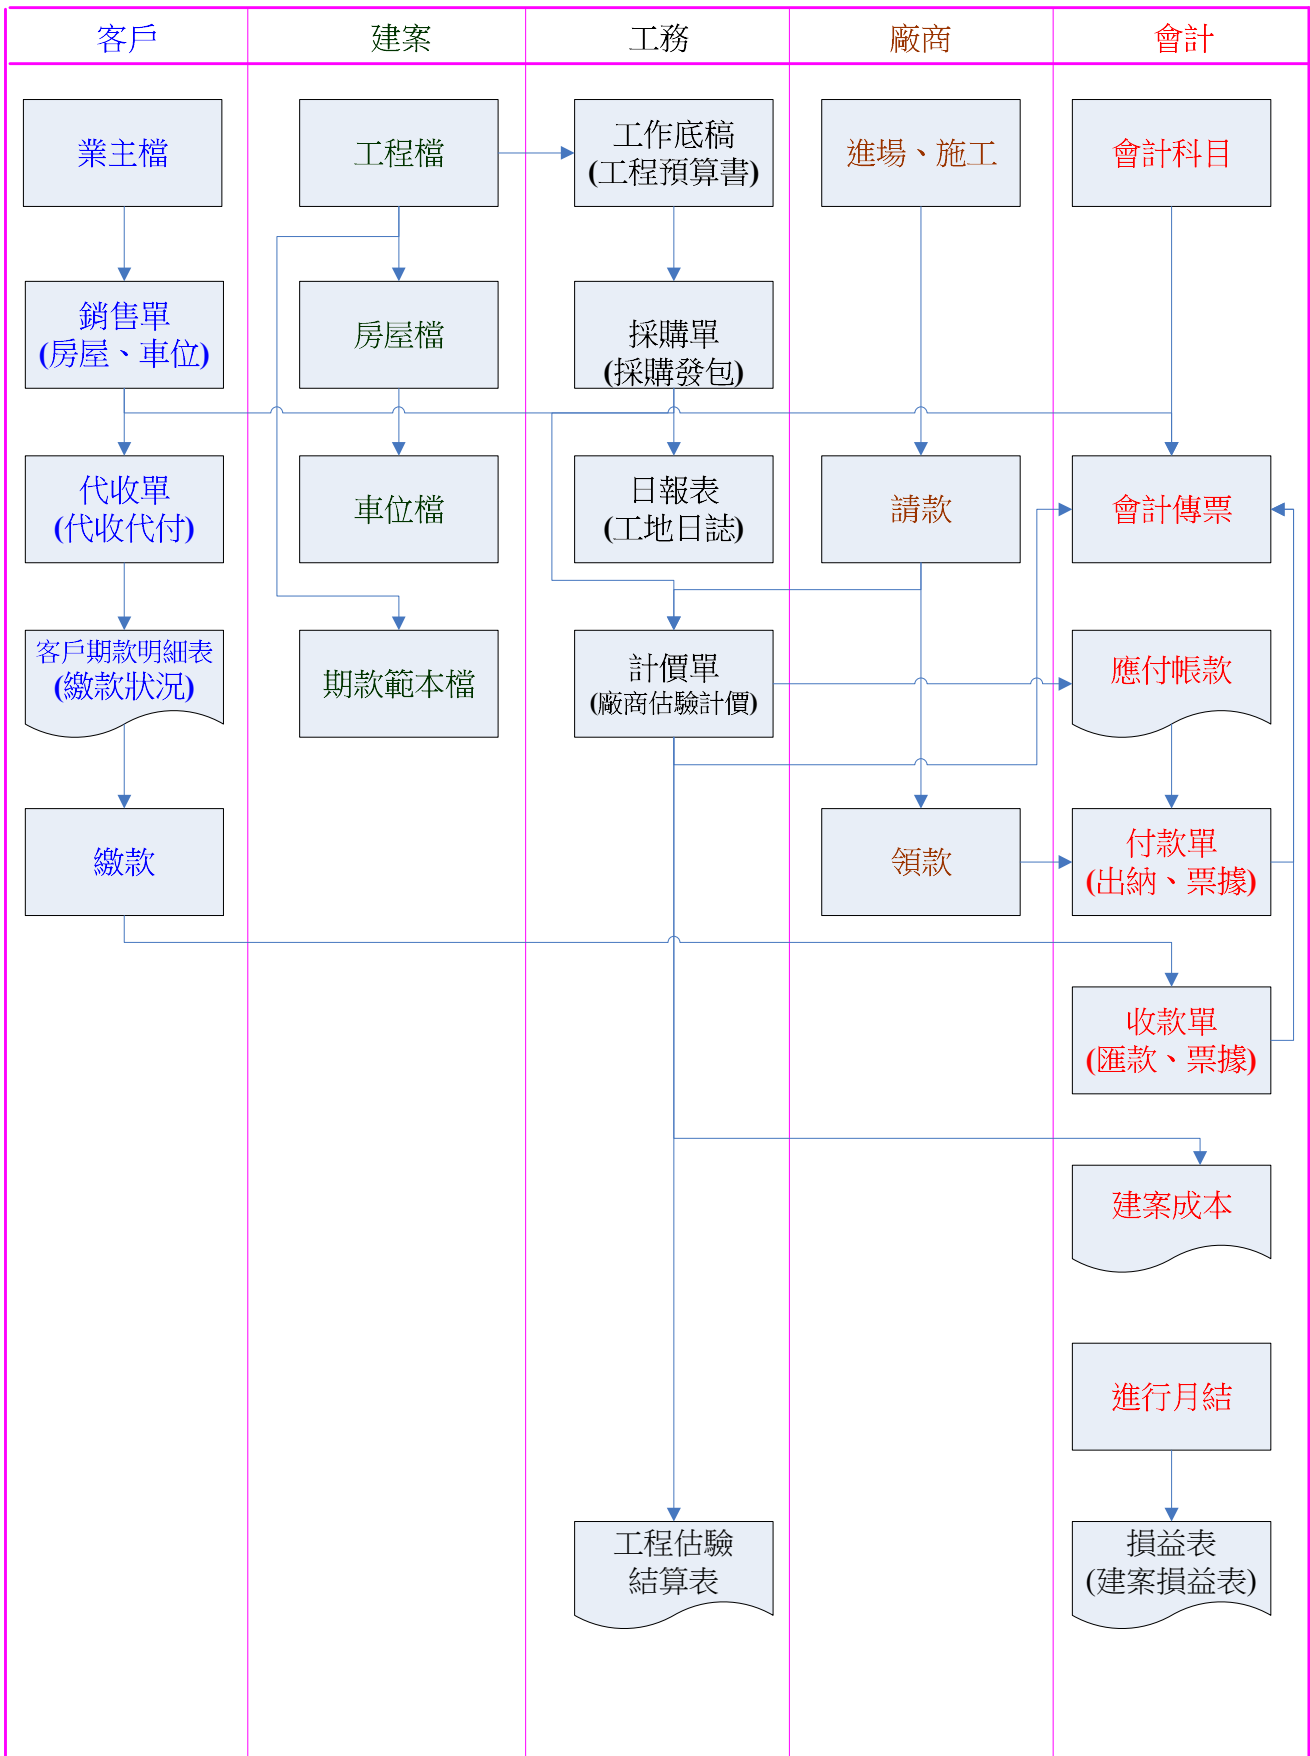 客戶
建案
工務
廠商
會計
業主檔
工程檔
工作底稿
(工程預算書)
進場、施工
會計科目
銷售單
(房屋、車位)
房屋檔
採購單
(採購發包)
代收單
(代收代付)
車位檔
日報表
(工地日誌)
請款
會計傳票
客戶期款明細表
(繳款狀況)
期款範本檔
計價單
(廠商估驗計價)
應付帳款
繳款
領款
付款單
(出納、票據)
收款單
(匯款、票據)
建案成本
進行月結
工程估驗
結算表
損益表
(建案損益表)